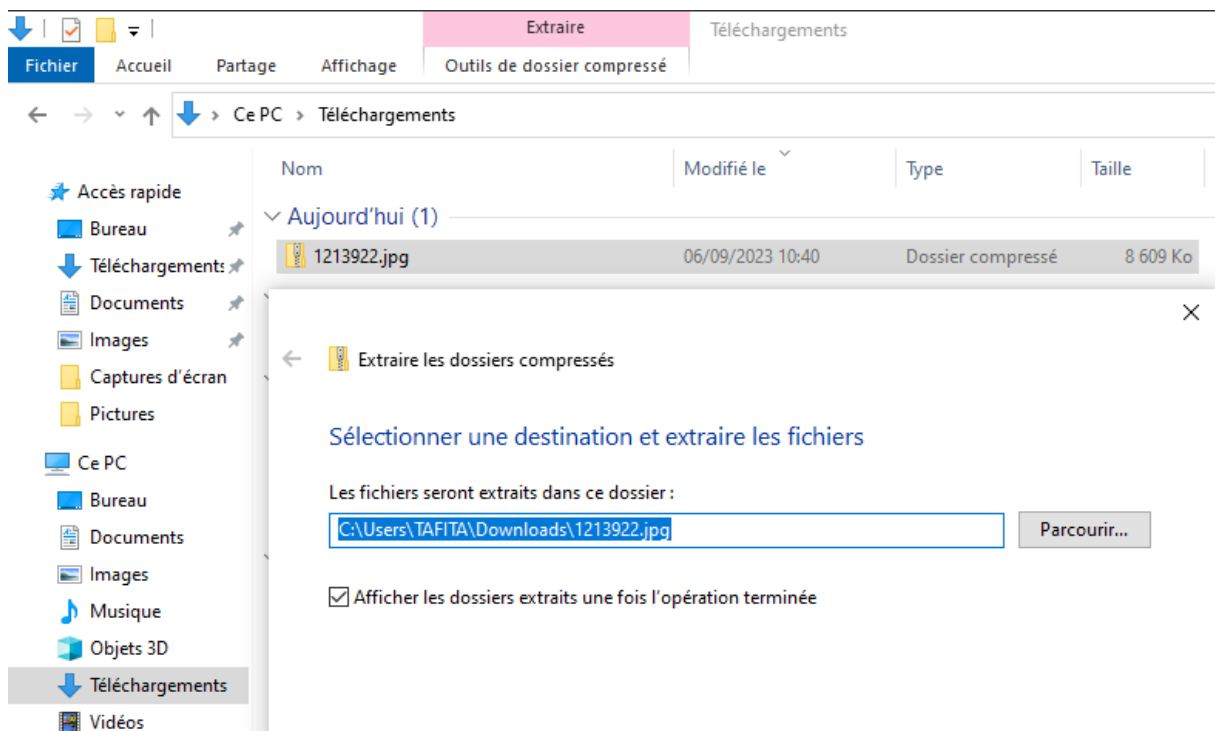 Extraire Téléchargements
Fichier Accueil Partage Affichage Outils de dossier compressé
Ce PC > Téléchargements
Nom Modifié le Type Taille
Accès rapide
Aujourd'hui (1)
Bureau
1213922.jpg 06/09/2023 10:40 Dossier compressé 8 609 Ko
Téléchargements
Documents
Images
Captures d'écran
Pictures
Ce PC
Bureau
Documents
Images
Musique
Objets 3D
Téléchargements
Vidéos
Extraire les dossiers compressés
Sélectionner une destination et extraire les fichiers
Les fichiers seront extraits dans ce dossier :
C:\Users\TAFITA\Downloads\1213922.jpg Parcourir...
Afficher les dossiers extraits une fois l'opération terminée